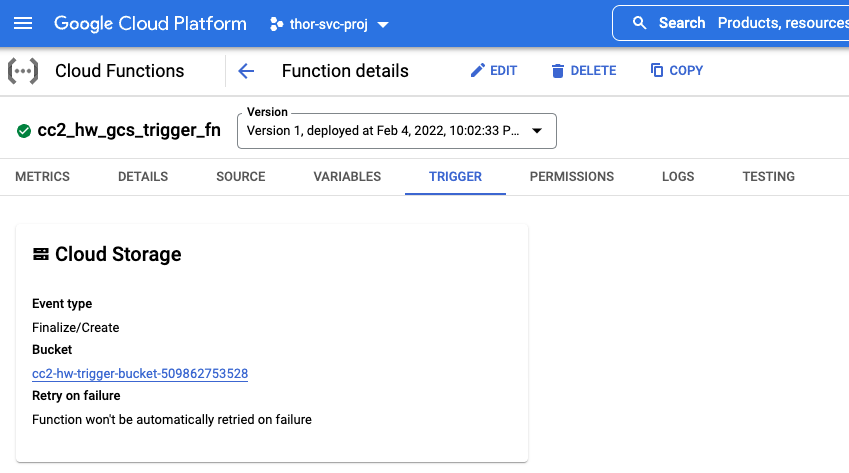 Google Cloud Platform thor-svc-proj Search Products, resources
Cloud Functions Function details EDIT DELETE COPY
cc2_hw_gcs_trigger_fn Version
Version 1, deployed at Feb 4, 2022, 10:02:33 P...
METRICS DETAILS SOURCE VARIABLES TRIGGER PERMISSIONS LOGS TESTING
Cloud Storage
Event type
Finalize/Create
Bucket
cc2-hw-trigger-bucket-509862753528
Retry on failure
Function won't be automatically retried on failure